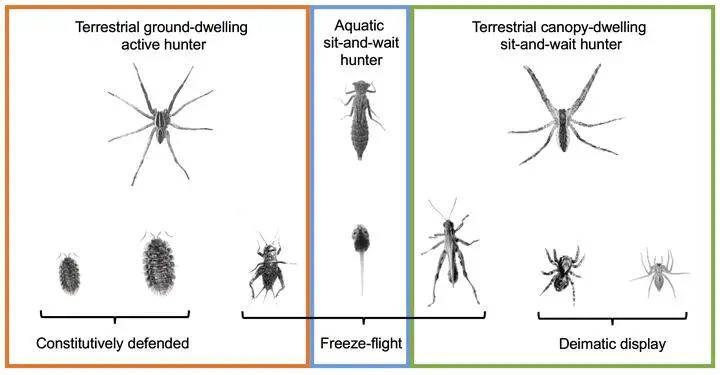 Terrestrial ground-dwelling
active hunter
Aquatic
sit-and-wait
hunter
Terrestrial canopy-dwelling
sit-and-wait hunter
Constitutively defended
Freeze-flight
Deimatic display